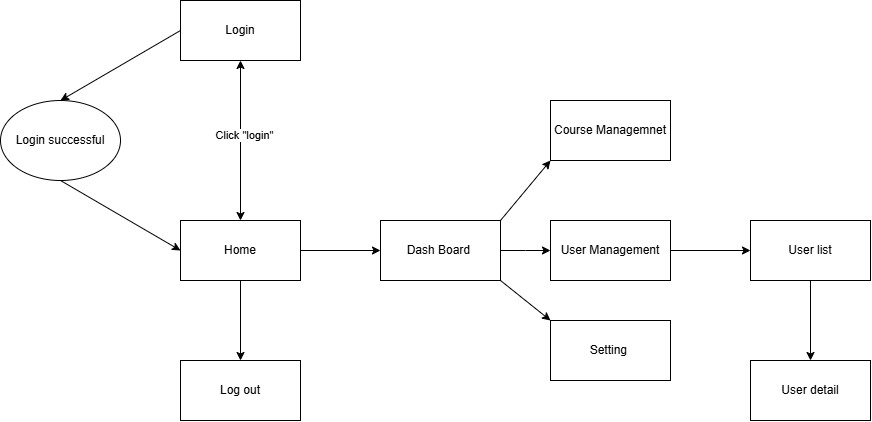 Login
Click "login"
Login successful
Course Managemnet
Home
Dash Board
User Management
User list
Setting
Log out
User detail